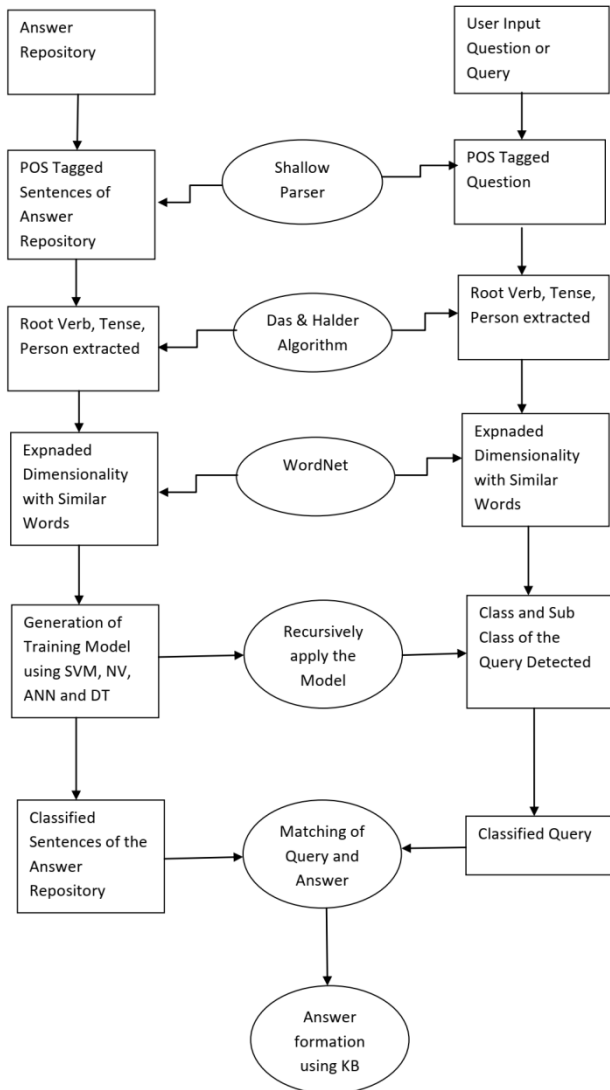 Answer
Repository
User Input
Question or
Query
POS Tagged
Sentences of
Answer
Repository
Shallow
Parser
POS Tagged
Question
Root Verb, Tense,
Person extracted
Das & Halder
Algorithm
Root Verb, Tense,
Person extracted
Expnaded
Dimensionality
with Similar
Words
WordNet
Expnaded
Dimensionality
with Similar
Words
Generation of
Training Model
using SVM, NV,
ANN and DT
Recursively
apply the
Model
Class and Sub
Class of the
Query Detected
Classified
Sentences of the
Answer
Repository
Matching of
Query and
Answer
Classified Query
Answer
formation
using KB